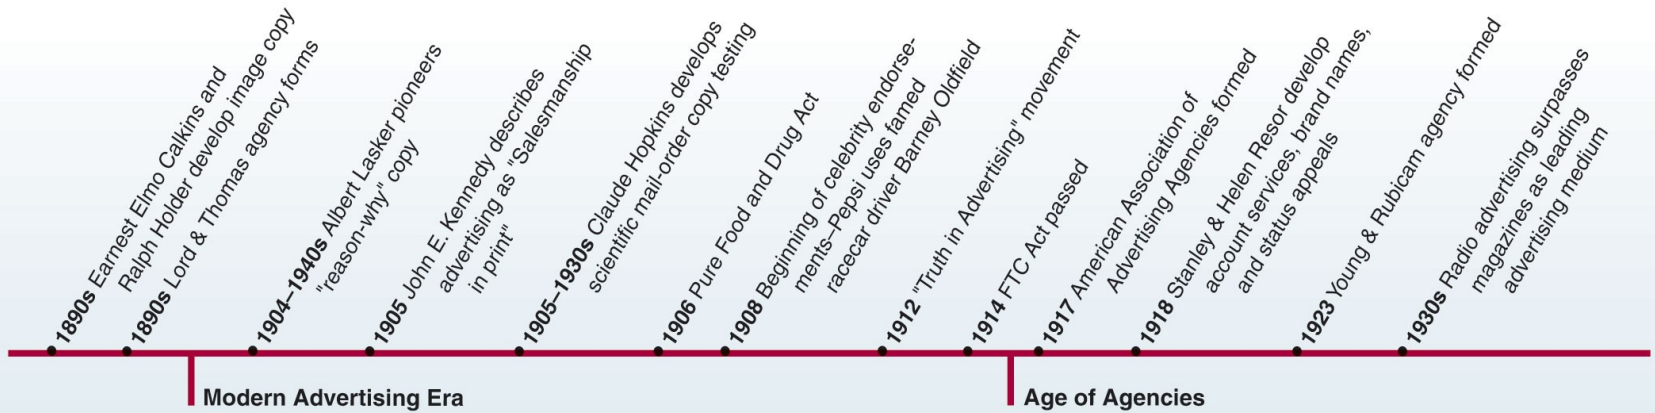 1890s Earnest Elmo Calkins and
Ralph Holder develop image copy
1890s Lord & Thomas agency forms
1904–1940s Albert Lasker pioneers
"reason-why" copy
1905 John E. Kennedy describes
advertising as "Salesmanship
in print"
1905–1930s Claude Hopkins develops
scientific mail-order copy testing
1906 Pure Food and Drug Act
1908 Beginning of celebrity endorse-
ments–Pepsi uses famed
racecar driver Barney Oldfield
1912 "Truth in Advertising" movement
1914 FTC Act passed
1917 American Association of
Advertising Agencies formed
1918 Stanley & Helen Resor develop
account services, brand names,
and status appeals
1923 Young & Rubicam agency formed
1930s Radio advertising surpasses
magazines as leading
advertising medium
Modern Advertising Era
Age of Agencies